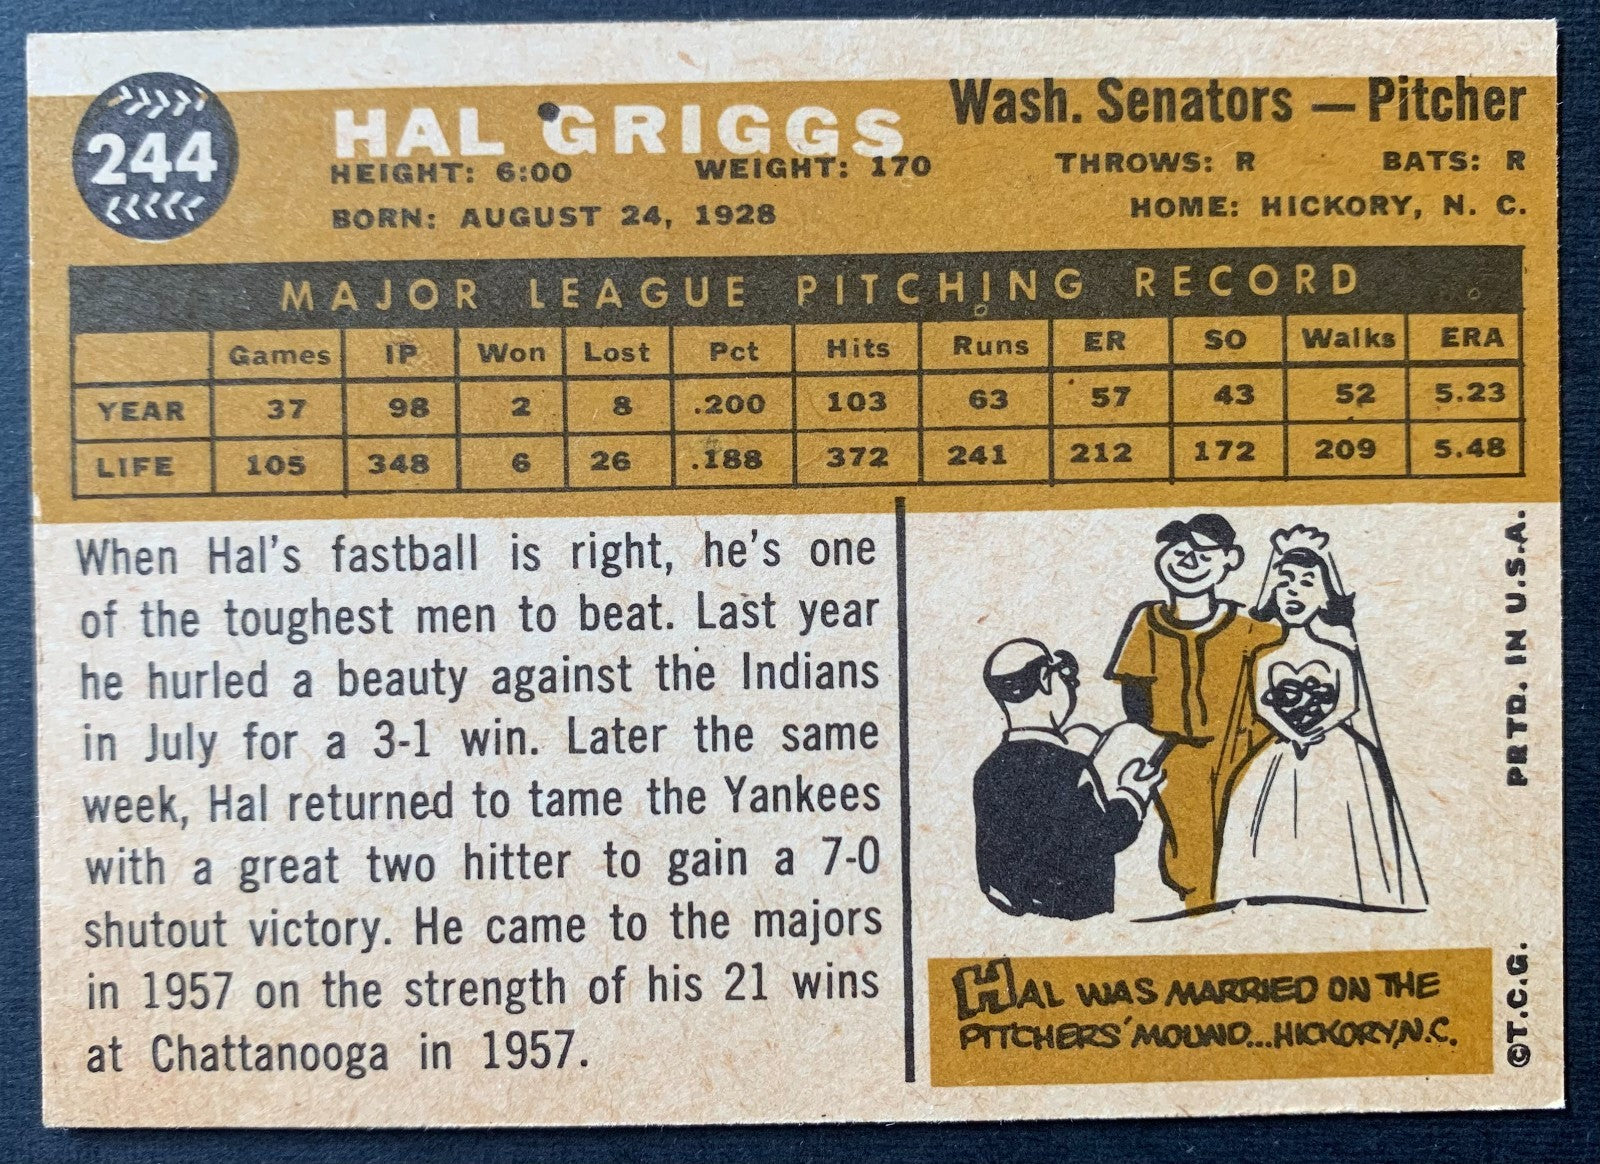 244
HAL GRIGGS
Wash. Senators — Pitcher
HEIGHT: 6:00 WEIGHT: 170 THROWS: R BATS: R
BORN: AUGUST 24, 1928 HOME: HICKORY, N. C.
MAJOR LEAGUE PITCHING RECORD
Games IP Won Lost Pct Hits Runs ER SO Walks ERA
YEAR 37 98 2 8 .200 103 63 57 43 52 5.23
LIFE 105 348 6 26 .188 372 241 212 172 209 5.48
When Hal's fastball is right, he's one
of the toughest men to beat. Last year
he hurled a beauty against the Indians
in July for a 3-1 win. Later the same
week, Hal returned to tame the Yankees
with a great two hitter to gain a 7-0
shutout victory. He came to the majors
in 1957 on the strength of his 21 wins
at Chattanooga in 1957.
HAL WAS MARRIED ON THE
PITCHERS' MOUND...HICKORY,N.C.
©T.C.G. PRTD. IN U.S.A.